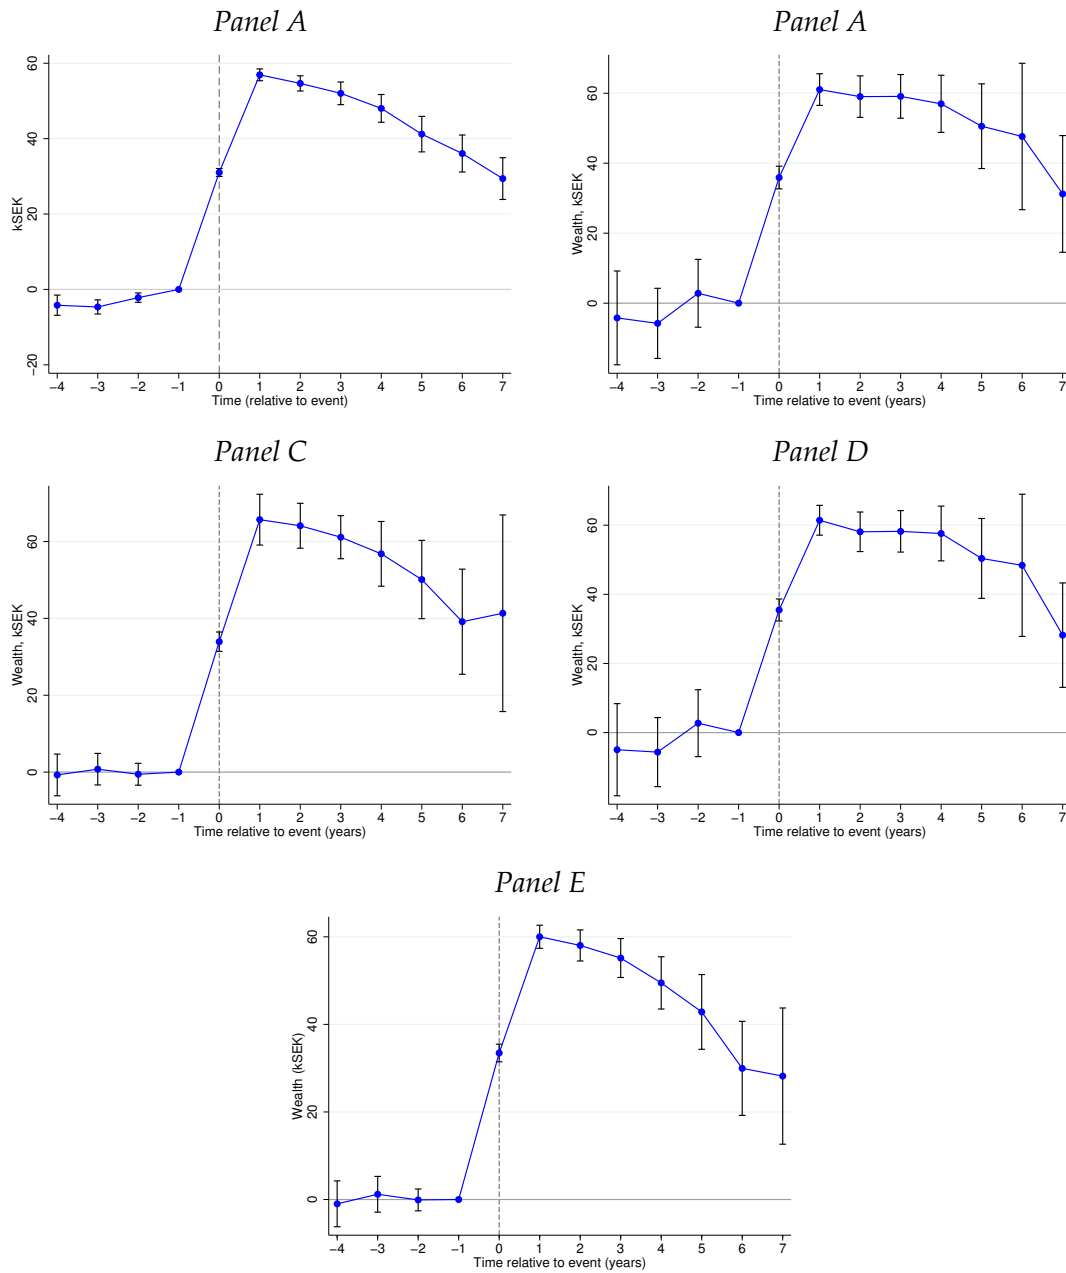 Panel A
60
40
20
0
−20
kSEK
−4 −3 −2 −1 0 1 2 3 4 5 6 7
Time (relative to event)
Panel A
60
40
20
0
Wealth, kSEK
−4 −3 −2 −1 0 1 2 3 4 5 6 7
Time relative to event (years)
Panel C
60
40
20
0
Wealth, kSEK
−4 −3 −2 −1 0 1 2 3 4 5 6 7
Time relative to event (years)
Panel D
60
40
20
0
Wealth, kSEK
−4 −3 −2 −1 0 1 2 3 4 5 6 7
Time relative to event (years)
Panel E
60
40
20
0
Wealth (kSEK)
−4 −3 −2 −1 0 1 2 3 4 5 6 7
Time relative to event (years)